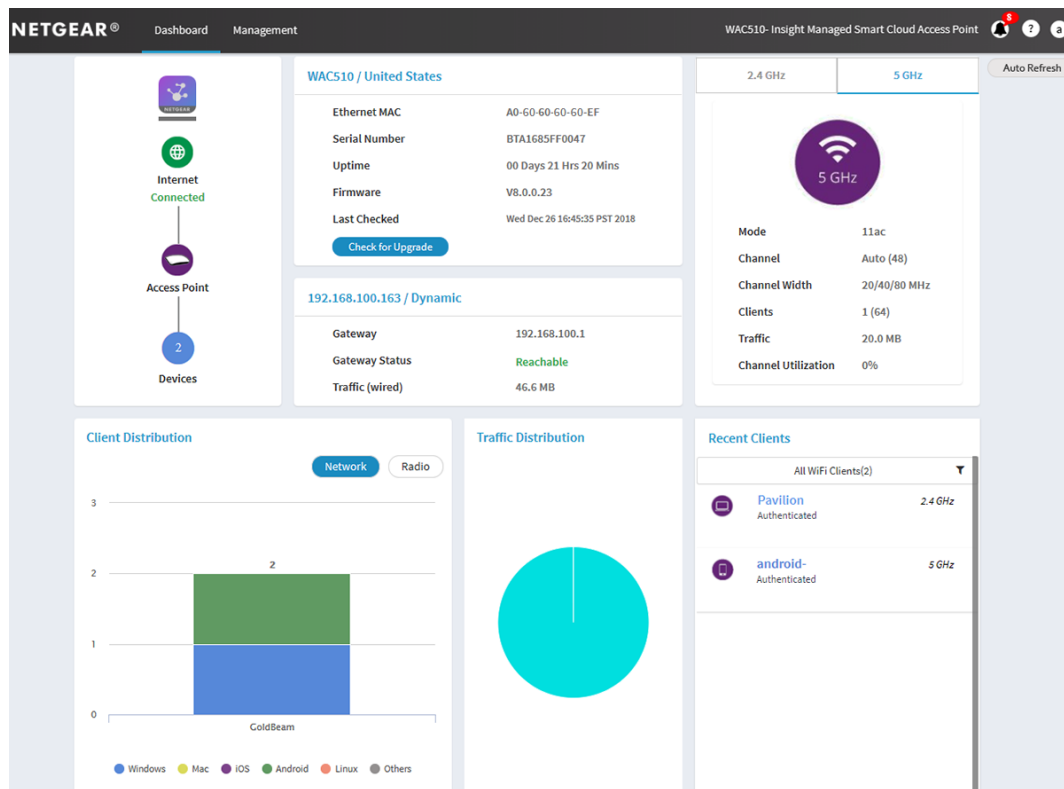 NETGEAR® Dashboard Management WAC510- Insight Managed Smart Cloud Access Point 8 ? a
Auto Refresh
NETGEAR
Internet
Connected
Access Point
2
Devices
WAC510 / United States
Ethernet MAC A0-60-60-60-60-EF
Serial Number BTA1685FF0047
Uptime 00 Days 21 Hrs 20 Mins
Firmware V8.0.0.23
Last Checked Wed Dec 26 16:45:35 PST 2018
Check for Upgrade
192.168.100.163 / Dynamic
Gateway 192.168.100.1
Gateway Status Reachable
Traffic (wired) 46.6 MB
2.4 GHz 5 GHz
5 GHz
Mode 11ac
Channel Auto (48)
Channel Width 20/40/80 MHz
Clients 1 (64)
Traffic 20.0 MB
Channel Utilization 0%
Client Distribution
Network Radio
3
2
2
1
0
GoldBeam
Windows Mac iOS Android Linux Others
Traffic Distribution
Recent Clients
All WiFi Clients(2)
Pavilion 2.4 GHz
Authenticated
android- 5 GHz
Authenticated